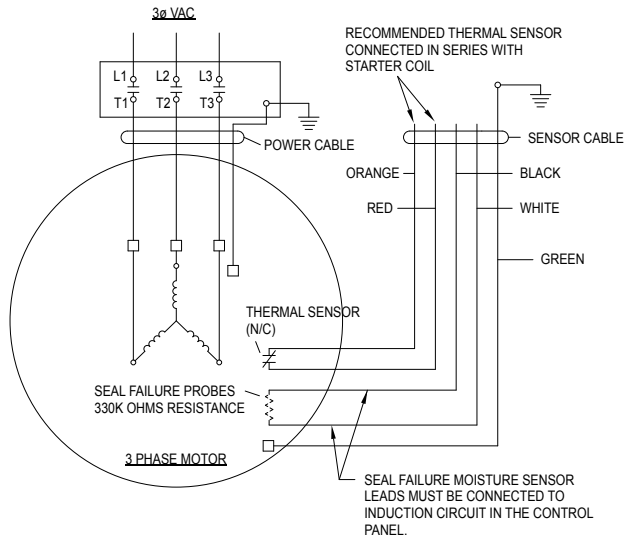 3ø VAC
RECOMMENDED THERMAL SENSOR
CONNECTED IN SERIES WITH
STARTER COIL
L1
L2
L3
T1
T2
T3
POWER CABLE
SENSOR CABLE
ORANGE
BLACK
RED
WHITE
GREEN
THERMAL SENSOR
(N/C)
SEAL FAILURE PROBES
330K OHMS RESISTANCE
3 PHASE MOTOR
SEAL FAILURE MOISTURE SENSOR
LEADS MUST BE CONNECTED TO
INDUCTION CIRCUIT IN THE CONTROL
PANEL.